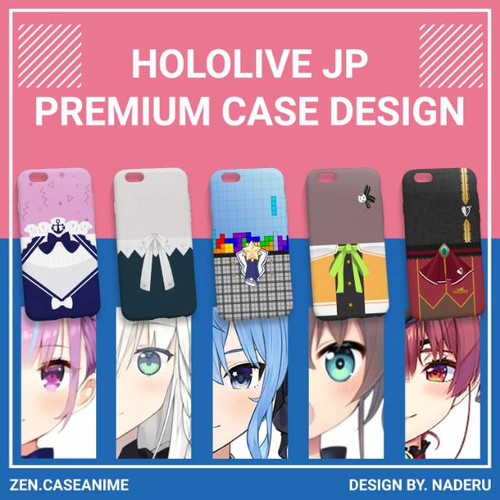 HOLOLIVE JP
PREMIUM CASE DESIGN
ZEN.CASEANIME
DESIGN BY. NADERU